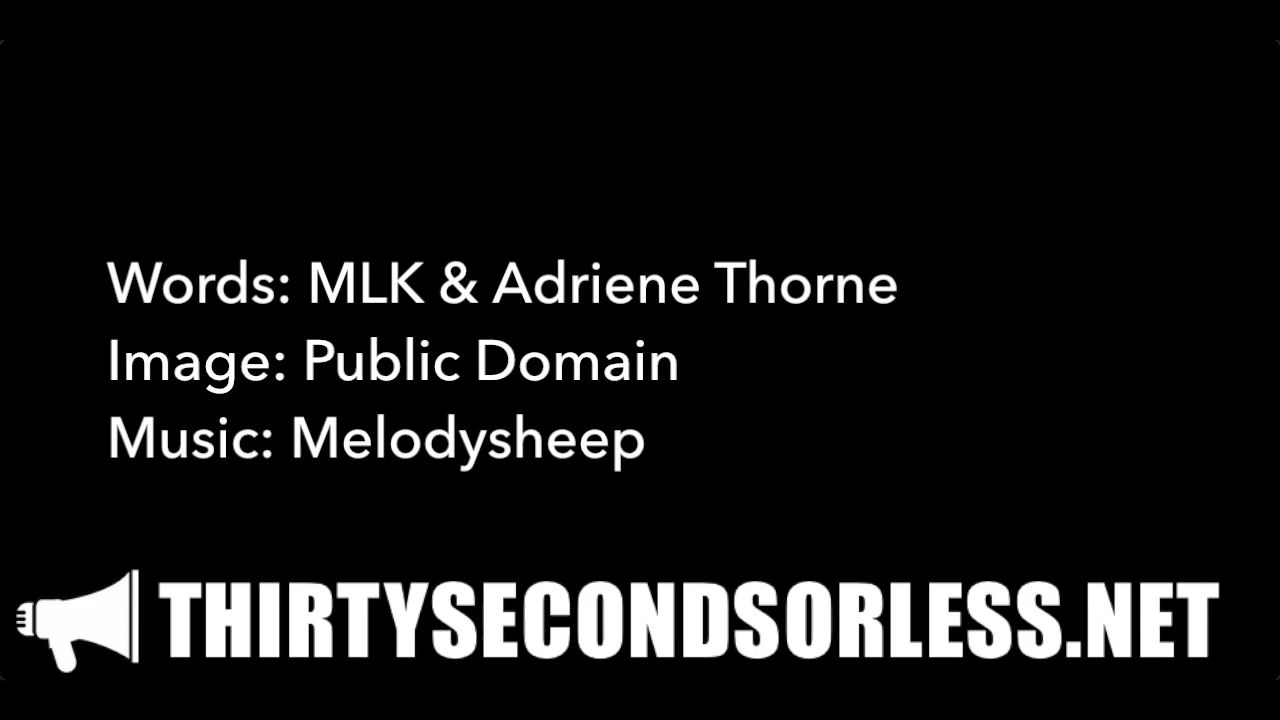 Words: MLK & Adriene Thorne
Image: Public Domain
Music: Melodysheep
THIRTYSECONDSORLESS.NET